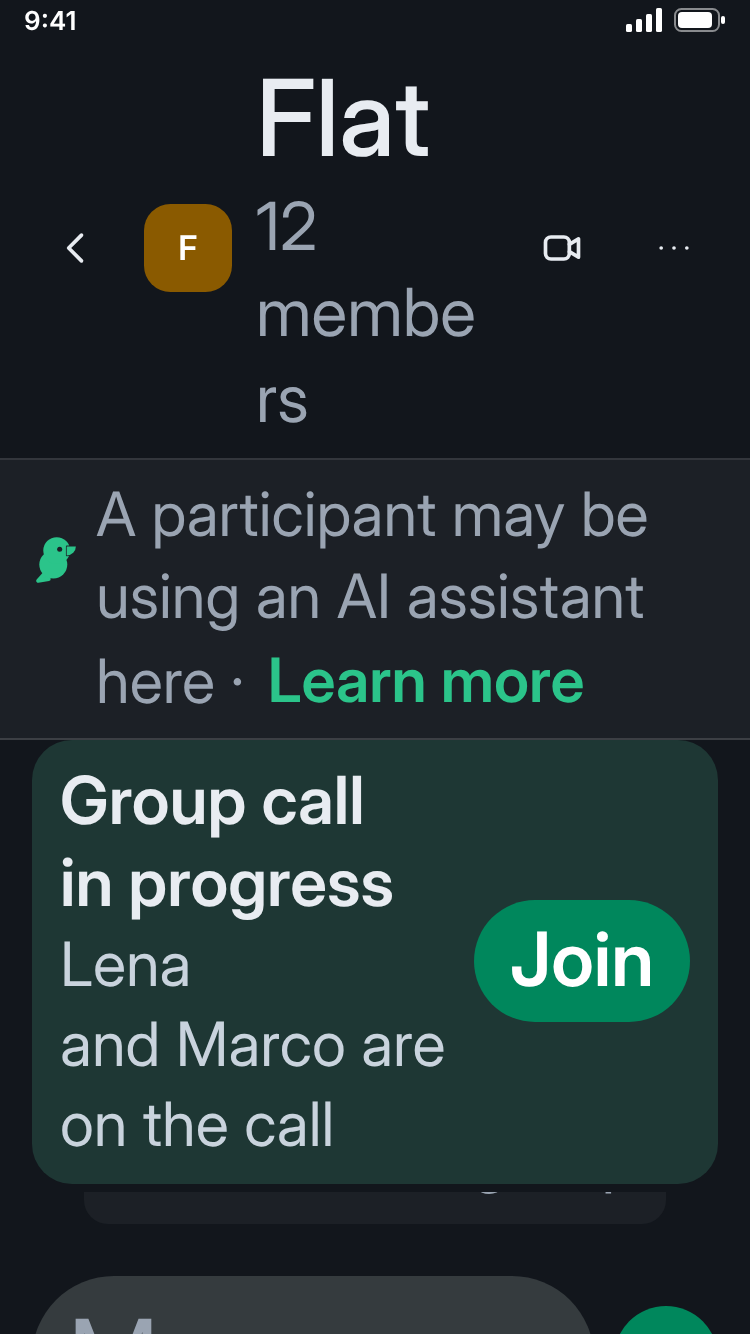 9:41
Flat
F
12
membe
rs
A participant may be
using an AI assistant
here · Learn more
Group call
in progress
Lena
and Marco are
on the call
Join